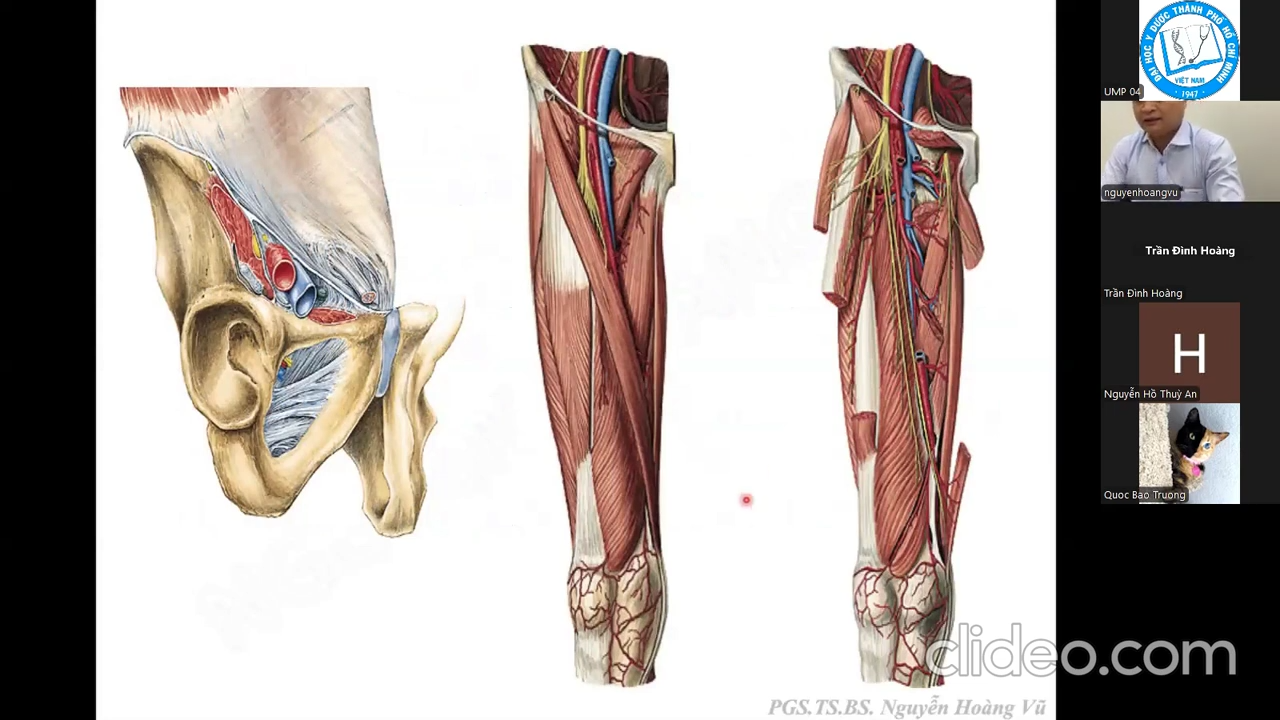 ĐẠI HỌC Y DƯỢC THÀNH PHỐ HỒ CHÍ MINH
VIỆT NAM
1947
UMP 04
nguyenhoangvu
Trần Đình Hoàng
Trần Đình Hoàng
H
Nguyễn Hồ Thuỷ An
Quoc Bao Truong
clideo.com
PGS.TS.BS. Nguyễn Hoàng Vũ